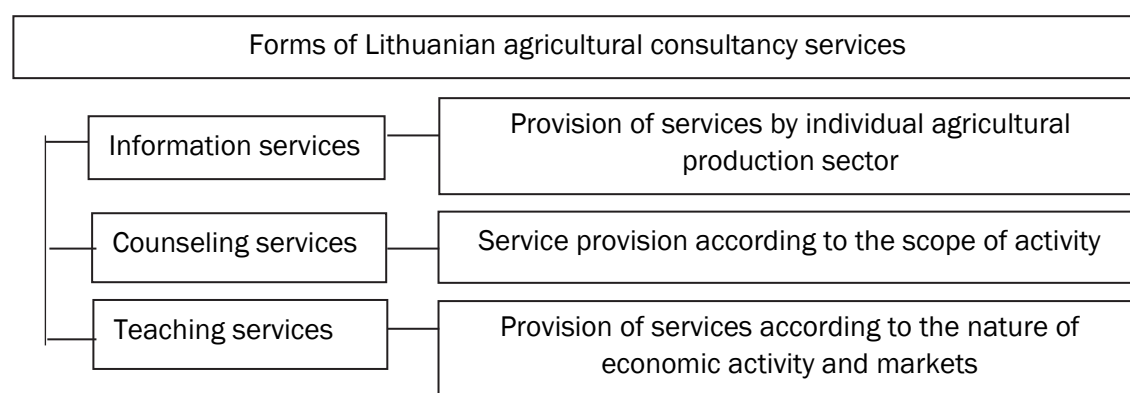 Forms of Lithuanian agricultural consultancy services
Information services
Provision of services by individual agricultural
production sector
Counseling services
Service provision according to the scope of activity
Teaching services
Provision of services according to the nature of
economic activity and markets